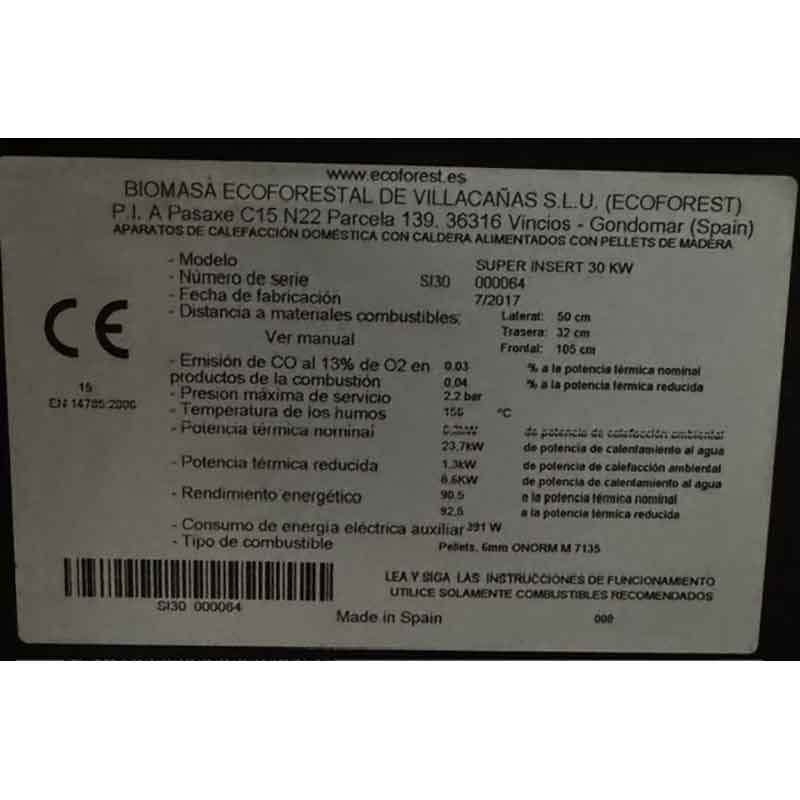 www.ecoforest.es
BIOMASA ECOFORESTAL DE VILLACAÑAS S.L.U. (ECOFOREST)
P.I. A Pasaxe C15 N22 Parcela 139. 36316 Vincios - Gondomar (Spain)
APARATOS DE CALEFACCIÓN DOMÉSTICA CON CALDERA ALIMENTADOS CON PELLETS DE MADERA
- Modelo SUPER INSERT 30 KW
- Número de serie SI30 000064
- Fecha de fabricación 7/2017
- Distancia a materiales combustibles: Lateral: 50 cm
Trasera: 32 cm
Ver manual
Frontal: 105 cm
CE
15
EN 14785:2006
- Emisión de CO al 13% de O2 en 0.03 % a la potencia térmica nominal
productos de la combustión 0,04 % a la potencia térmica reducida
- Presion máxima de servicio 2,2 bar
- Temperatura de los humos °C
- Potencia térmica nominal de potencia de calefacción ambiental
23,7kW de potencia de calentamiento al agua
- Potencia térmica reducida 1,3kW de potencia de calefacción ambiental
6.6KW de potencia de calentamiento al agua
- Rendimiento energético 90,5 a la potencia térmica nominal
92,5 a la potencia térmica reducida
- Consumo de energía eléctrica auxiliar 391 W
- Tipo de combustible Pellets, 6mm ONORM M 7135
SI30 000064
LEA Y SIGA LAS INSTRUCCIONES DE FUNCIONAMIENTO
UTILICE SOLAMENTE COMBUSTIBLES RECOMENDADOS
Made in Spain